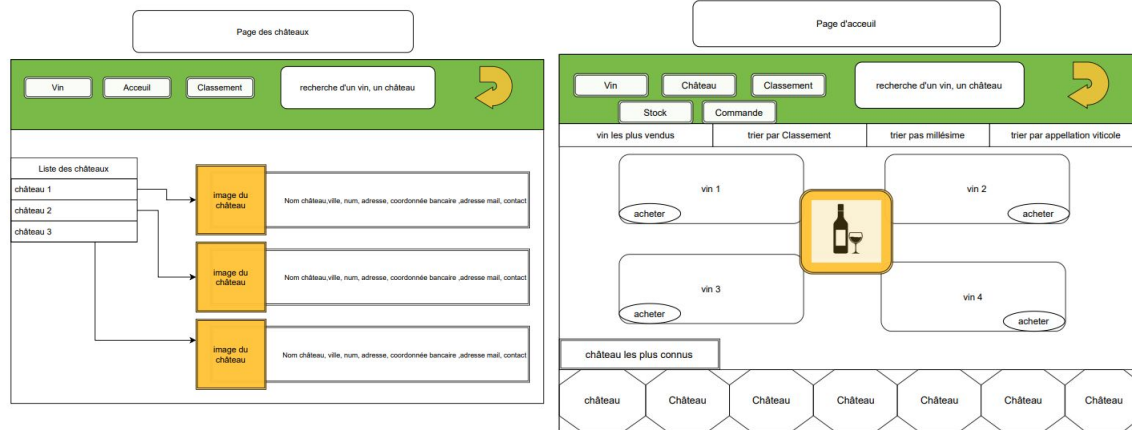 Page des châteaux
Vin
Acceuil
Classement
recherche d'un vin, un château
Liste des châteaux
château 1
château 2
château 3
image du
château
Nom château,ville, num, adresse, coordonnée bancaire ,adresse mail, contact
image du
château
Nom château,ville, num, adresse, coordonnée bancaire ,adresse mail, contact
image du
château
Nom château, ville, num, adresse, coordonnée bancaire ,adresse mail, contact
Page d'acceuil
Vin
Château
Classement
recherche d'un vin, un château
Stock
Commande
vin les plus vendus
trier par Classement
trier pas millésime
trier par appellation viticole
vin 1
acheter
vin 2
acheter
vin 3
acheter
vin 4
acheter
château les plus connus
château
Château
Château
Château
Château
Château
Château